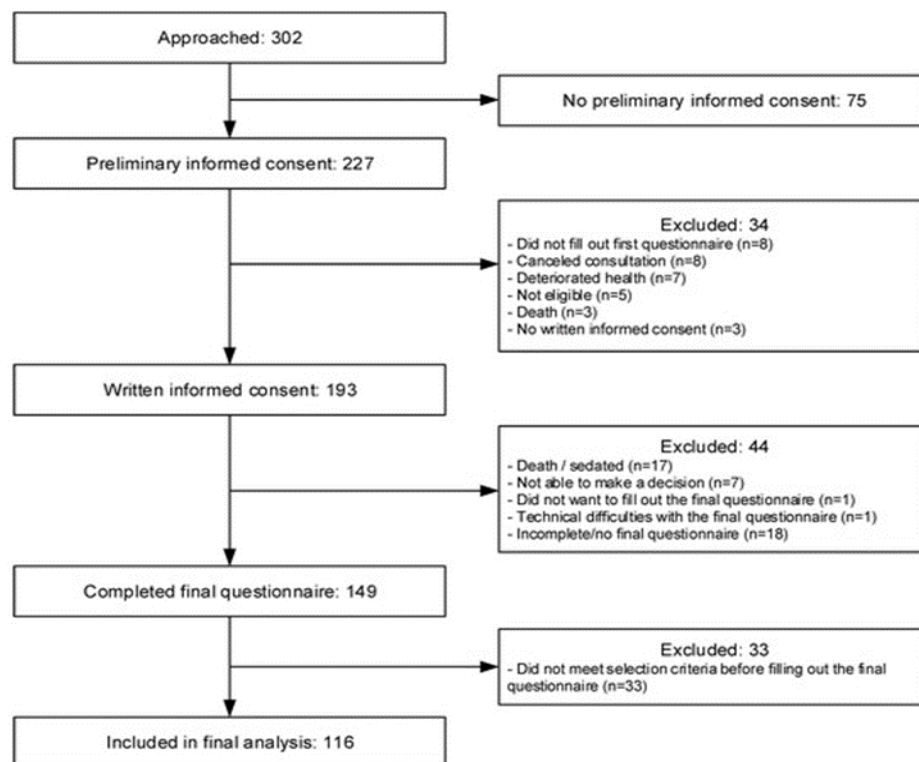 Approached: 302
No preliminary informed consent: 75
Preliminary informed consent: 227
Excluded: 34
- Did not fill out first questionnaire (n=8)
- Canceled consultation (n=8)
- Deteriorated health (n=7)
- Not eligible (n=5)
- Death (n=3)
- No written informed consent (n=3)
Written informed consent: 193
Excluded: 44
- Death / sedated (n=17)
- Not able to make a decision (n=7)
- Did not want to fill out the final questionnaire (n=1)
- Technical difficulties with the final questionnaire (n=1)
- Incomplete/no final questionnaire (n=18)
Completed final questionnaire: 149
Excluded: 33
- Did not meet selection criteria before filling out the final
questionnaire (n=33)
Included in final analysis: 116